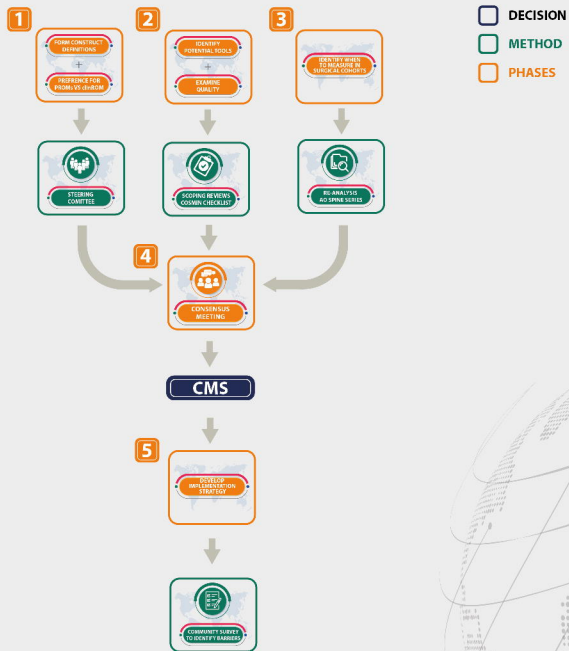 1
FORM CONSTRUCT
DEFINITIONS
+
PREFRENCE FOR
PROMs VS clinROM
2
IDENTIFY
POTENTIAL TOOLS
+
EXAMINE
QUALITY
3
IDENTIFY WHEN
TO MEASURE IN
SURGICAL COHORTS
DECISION
METHOD
PHASES
STEERING
COMITTEE
SCOPING REVIEWS
COSMIN CHECKLIST
RE-ANALYSIS
AO SPINE SERIES
4
CONSENSUS
MEETING
CMS
5
DEVELOP
IMPLEMENTATION
STRATEGY
COMMUNITY SURVEY
TO IDENTIFY BARRIERS